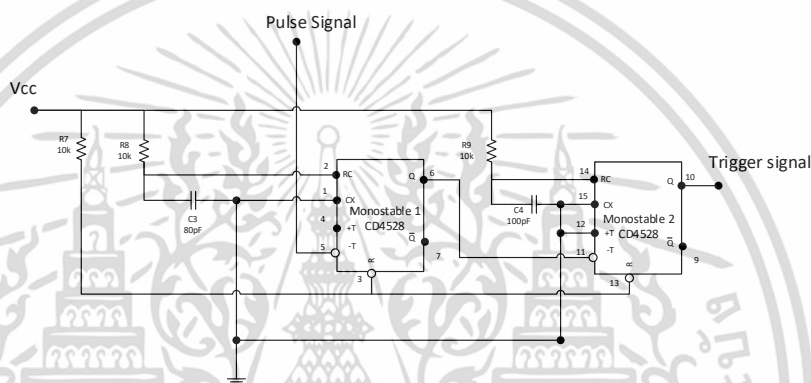 Pulse Signal
Vcc
R7
10k
R8
10k
C3
80pF
2
RC
1
CX
4
+T
5
-T
R
3
Q
6
Q
7
Monostable 1
CD4528
R9
10k
C4
100pF
14
RC
15
CX
12
+T
11
-T
R
13
Q
10
Q
9
Monostable 2
CD4528
Trigger signal